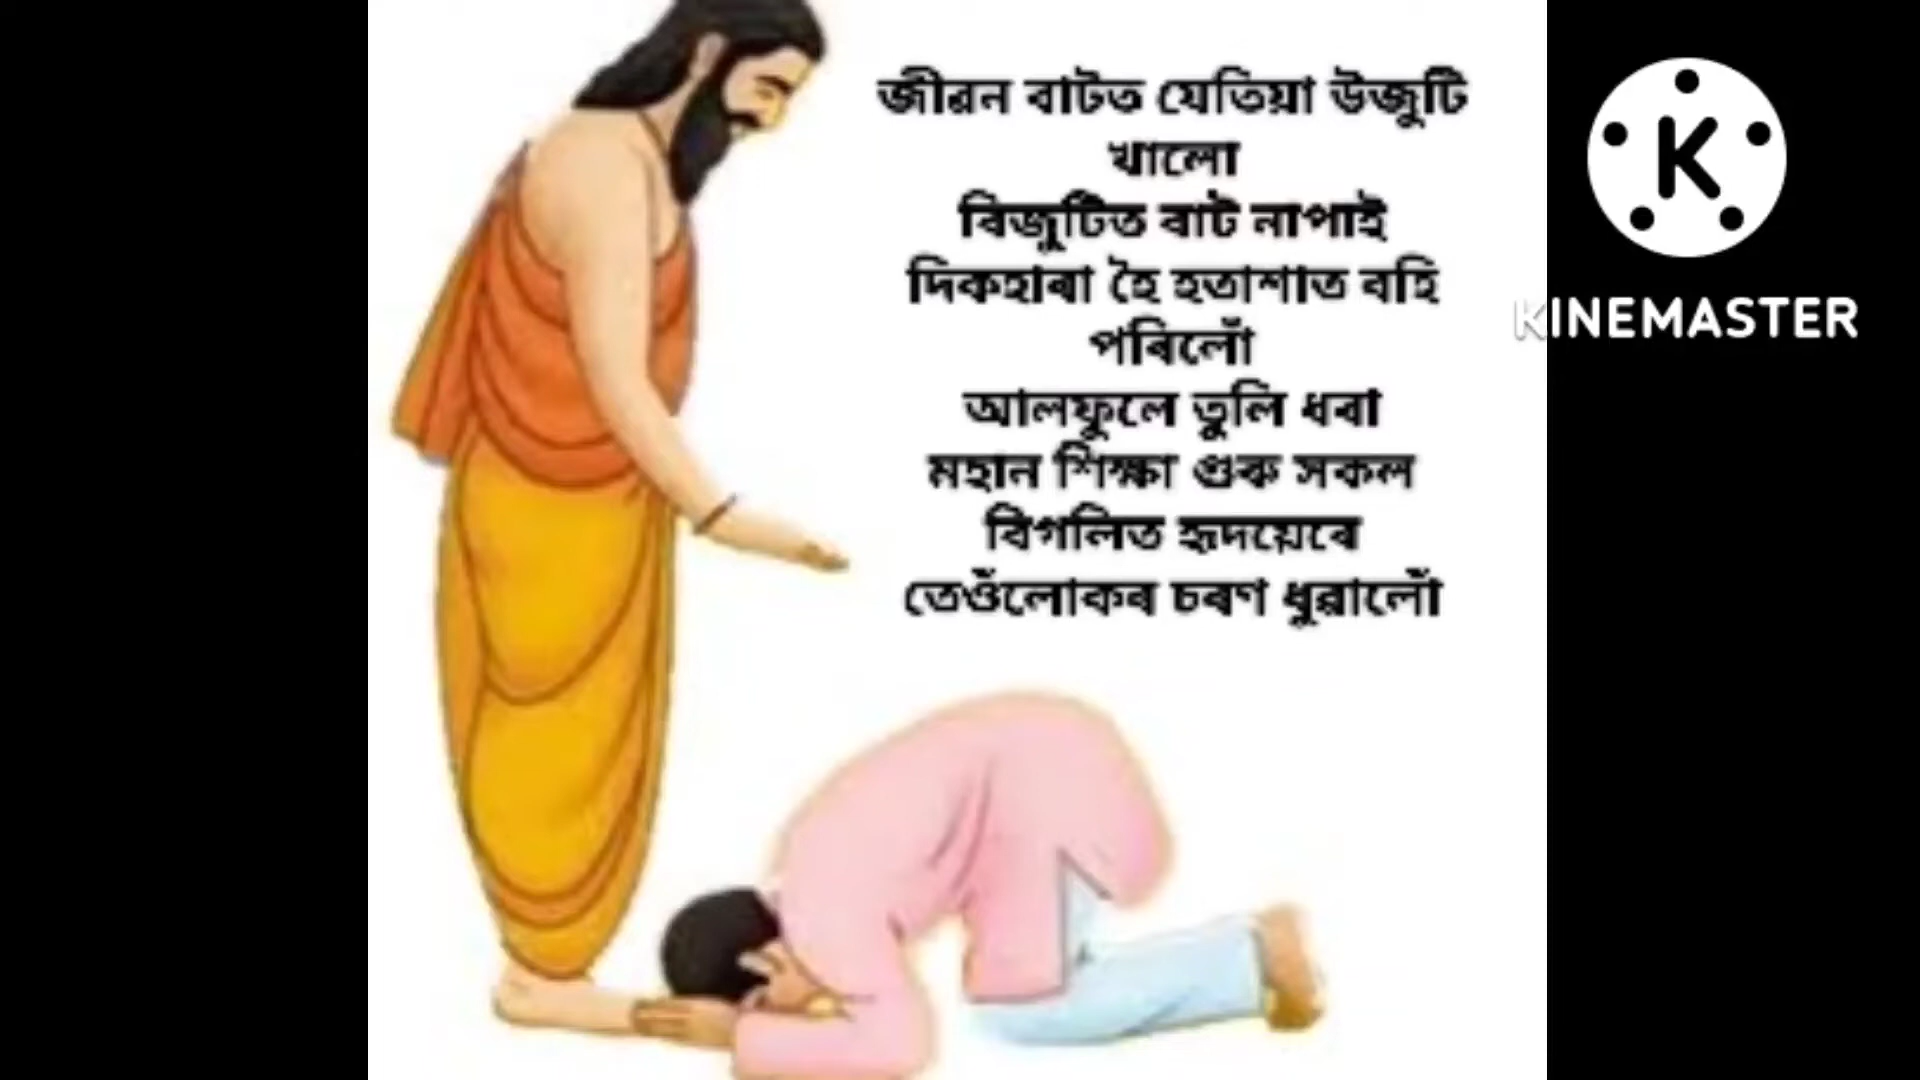 জীৱন বাটত যেতিয়া উজুটি
খালো
বিজুটিত বাট নাপাই
দিকহাৰা হৈ হতাশাত বহি
পৰিলোঁ
আলফুলে তুলি ধৰা
মহান শিক্ষা গুৰু সকল
বিগলিত হৃদয়েৰে
তেওঁলোকৰ চৰণ ধুৱালোঁ
K
KINEMASTER